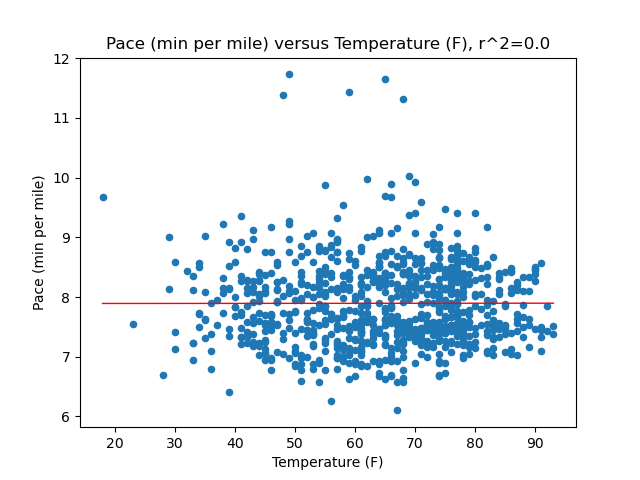 Pace (min per mile) versus Temperature (F), r^2=0.0
12
11
10
9
8
7
6
Pace (min per mile)
20 30 40 50 60 70 80 90
Temperature (F)